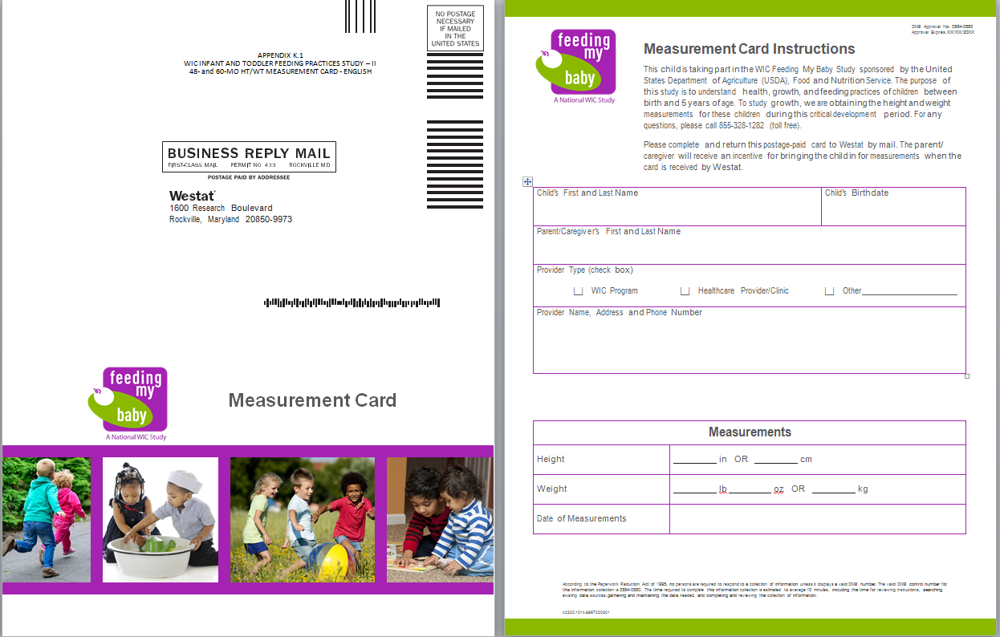 NO POSTAGE
NECESSARY
IF MAILED
IN THE
UNITED STATES
APPENDIX K.1
WIC INFANT AND TODDLER FEEDING PRACTICES STUDY – II
48- and 60-MO HT/WT MEASUREMENT CARD - ENGLISH
BUSINESS REPLY MAIL
FIRST-CLASS MAIL PERMIT NO 433 ROCKVILLE MD
POSTAGE PAID BY ADDRESSEE
Westat®
1600 Research Boulevard
Rockville, Maryland 20850-9973
feeding
my
baby
A National WIC Study
Measurement Card
OMB Approval No. 0584-0580
Approval Expires: XX/XX/20XX
feeding
my
baby
A National WIC Study
Measurement Card Instructions
This child is taking part in the WIC Feeding My Baby Study sponsored by the United
States Department of Agriculture (USDA), Food and Nutrition Service. The purpose of
this study is to understand health, growth, and feeding practices of children between
birth and 5 years of age. To study growth, we are obtaining the height and weight
measurements for these children during this critical development period. For any
questions, please call 855-328-1282 (toll free).
Please complete and return this postage-paid card to Westat by mail. The parent/
caregiver will receive an incentive for bringing the child in for measurements when the
card is received by Westat.
Child's First and Last Name
Child's Birthdate
Parent/Caregiver's First and Last Name
Provider Type (check box)
WIC Program Healthcare Provider/Clinic Other
Provider Name, Address and Phone Number
Measurements
Height
in OR cm
Weight
lb oz OR kg
Date of Measurements
According to the Paperwork Reduction Act of 1995, no persons are required to respond to a collection of information unless it displays a valid OMB number. The valid OMB control number for
this information collection is 0584-0580. The time required to complete this information collection is estimated to average 10 minutes, including the time for reviewing instructions, searching
existing data sources, gathering and maintaining the data needed, and completing and reviewing the collection of information.